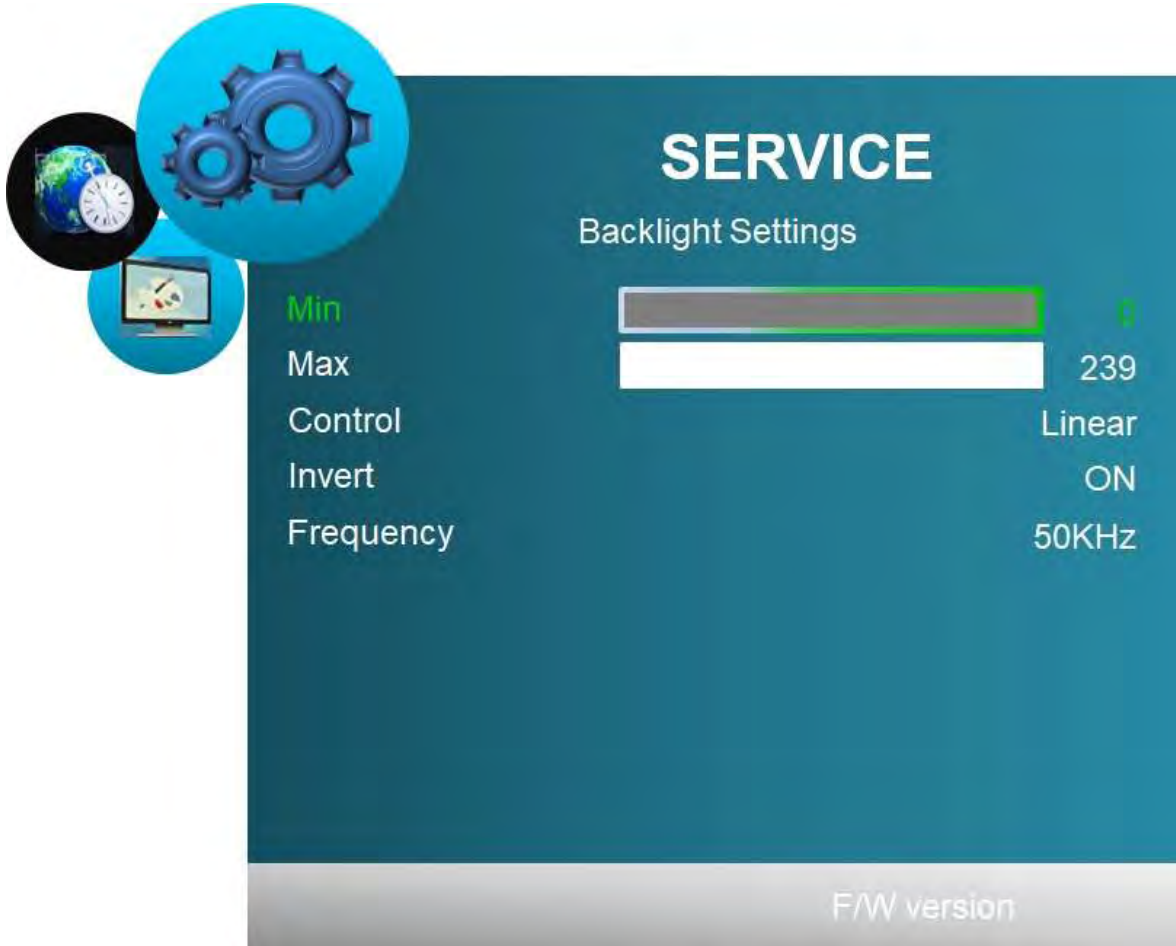 SERVICE
Backlight Settings
Min 0
Max 239
Control Linear
Invert ON
Frequency 50KHz
F/W version